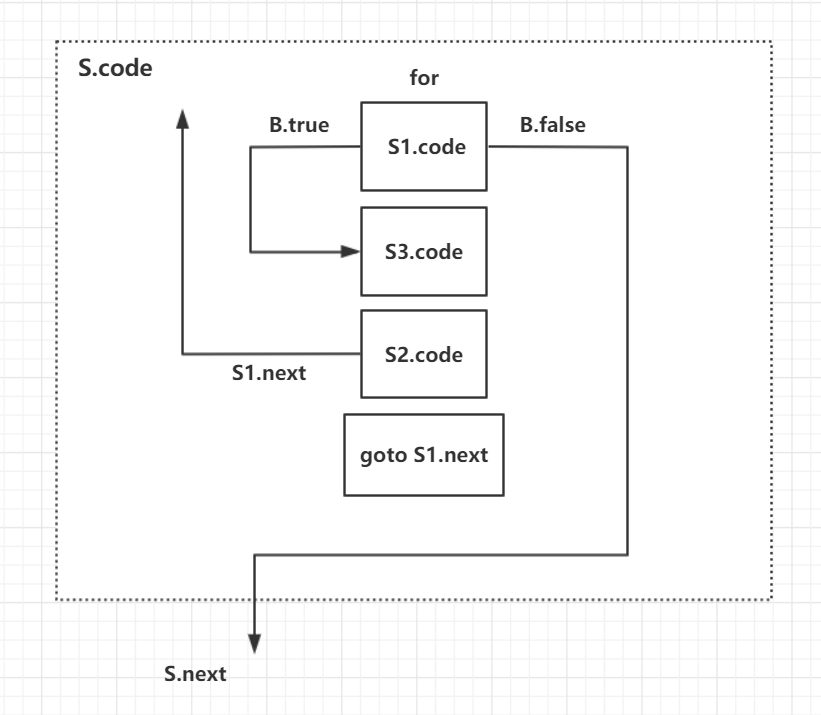 S.code
for
B.true
B.false
S1.code
S3.code
S2.code
S1.next
goto S1.next
S.next